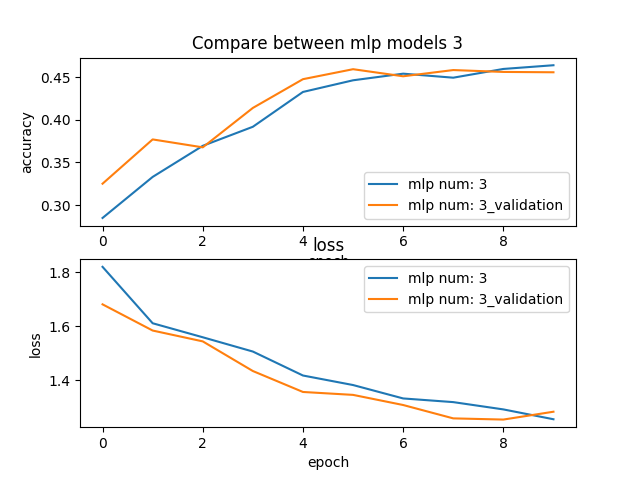 Compare between mlp models 3
accuracy
0.45
0.40
0.35
0.30
mlp num: 3
mlp num: 3_validation
0 2 4 6 8
loss
loss
1.8
1.6
1.4
mlp num: 3
mlp num: 3_validation
0 2 4 6 8
epoch